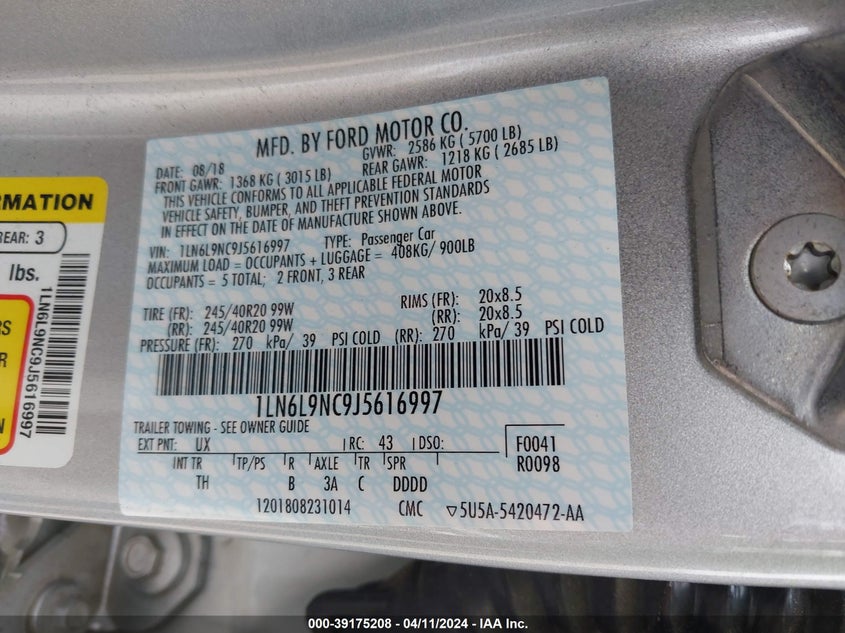 MFD. BY FORD MOTOR CO.
DATE: 08/18 GVWR: 2586 KG ( 5700 LB)
FRONT GAWR: 1368 KG ( 3015 LB) REAR GAWR: 1218 KG ( 2685 LB)
THIS VEHICLE CONFORMS TO ALL APPLICABLE FEDERAL MOTOR
VEHICLE SAFETY, BUMPER, AND THEFT PREVENTION STANDARDS
IN EFFECT ON THE DATE OF MANUFACTURE SHOWN ABOVE.
VIN: 1LN6L9NC9J5616997 TYPE: Passenger Car
MAXIMUM LOAD = OCCUPANTS + LUGGAGE = 408KG/ 900LB
OCCUPANTS = 5 TOTAL; 2 FRONT, 3 REAR
TIRE (FR): 245/40R20 99W RIMS (FR): 20x8.5
(RR): 245/40R20 99W (RR): 20x8.5
PRESSURE (FR): 270 kPa/ 39 PSI COLD (RR): 270 kPa/ 39 PSI COLD
1LN6L9NC9J5616997
TRAILER TOWING - SEE OWNER GUIDE
EXT PNT: UX RC: 43 DSO: F0041
INT TR TP/PS R AXLE TR SPR R0098
TH B 3A C DDDD
1201808231014 CMC 5U5A-5420472-AA
RMATION
REAR: 3
lbs.
1LN6L9NC9J5616997
RS
R
N
000-39175208 - 04/11/2024 - IAA Inc.